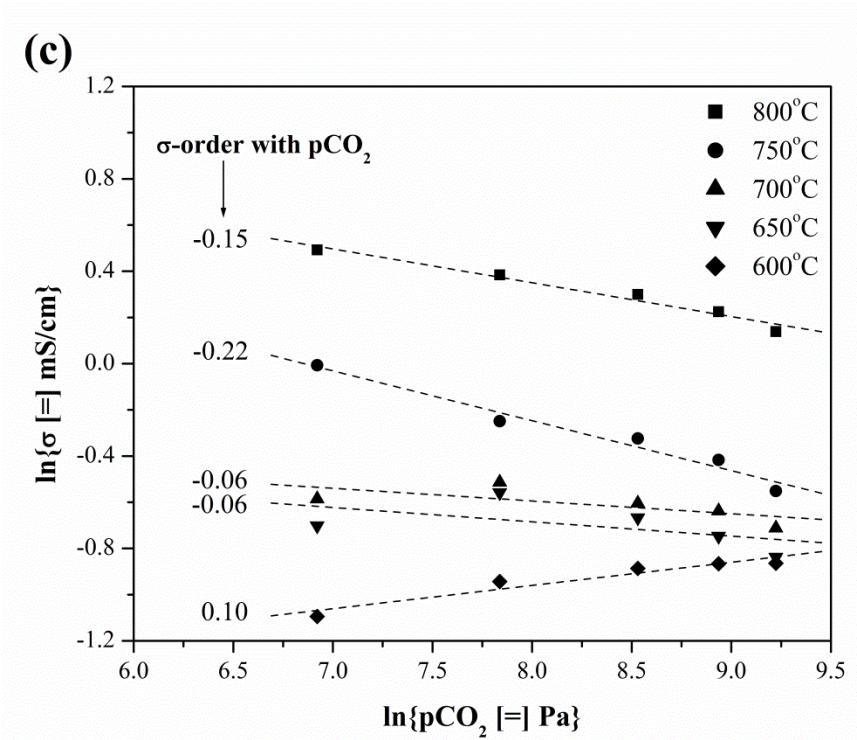 (c)
1.2
0.8
0.4
0.0
-0.4
-0.8
-1.2
ln{σ [=] mS/cm}
σ-order with pCO₂
-0.15
-0.22
-0.06
-0.06
0.10
800°C
750°C
700°C
650°C
600°C
6.0 6.5 7.0 7.5 8.0 8.5 9.0 9.5
ln{pCO₂ [=] Pa}